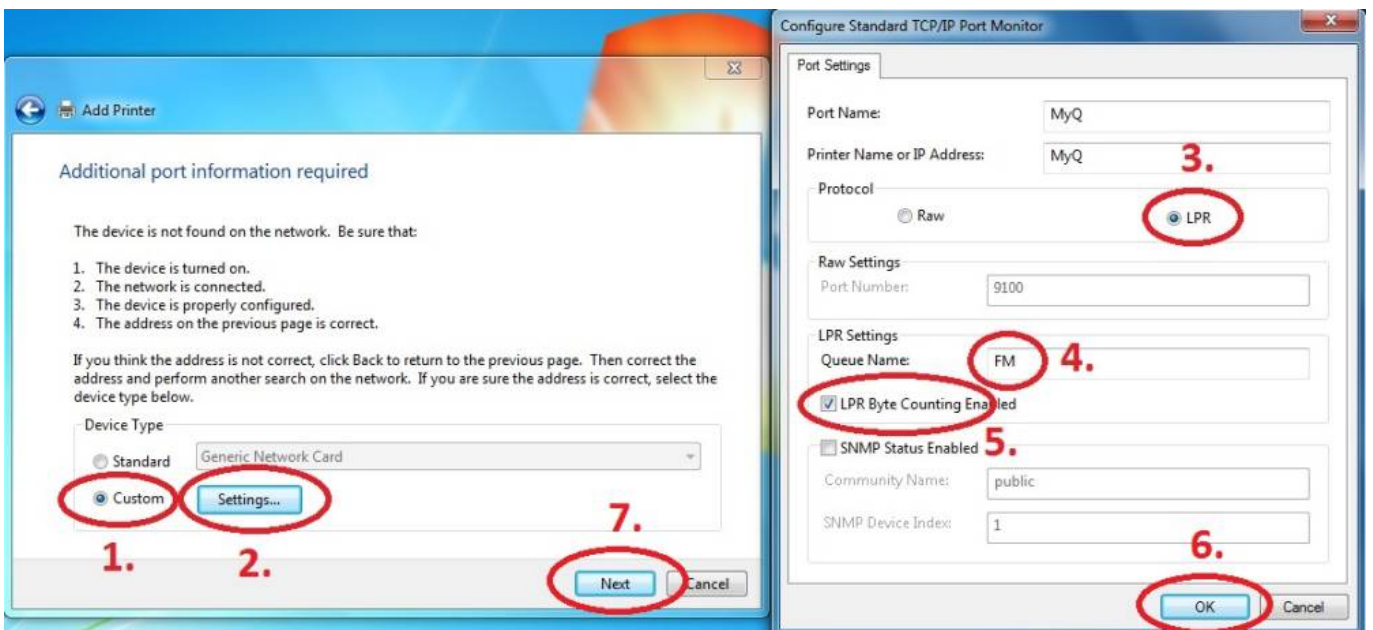 Add Printer
Additional port information required
The device is not found on the network. Be sure that:
1. The device is turned on.
2. The network is connected.
3. The device is properly configured.
4. The address on the previous page is correct.
If you think the address is not correct, click Back to return to the previous page. Then correct the
address and perform another search on the network. If you are sure the address is correct, select the
device type below.
Device Type
Standard
Generic Network Card
Custom
Settings...
1.
2.
7.
Next
Cancel
Configure Standard TCP/IP Port Monitor
Port Settings
Port Name:
MyQ
Printer Name or IP Address:
MyQ
3.
Protocol
Raw
LPR
Raw Settings
Port Number:
9100
LPR Settings
Queue Name:
FM
4.
LPR Byte Counting Enabled
5.
SNMP Status Enabled
Community Name:
public
SNMP Device Index:
1
6.
OK
Cancel